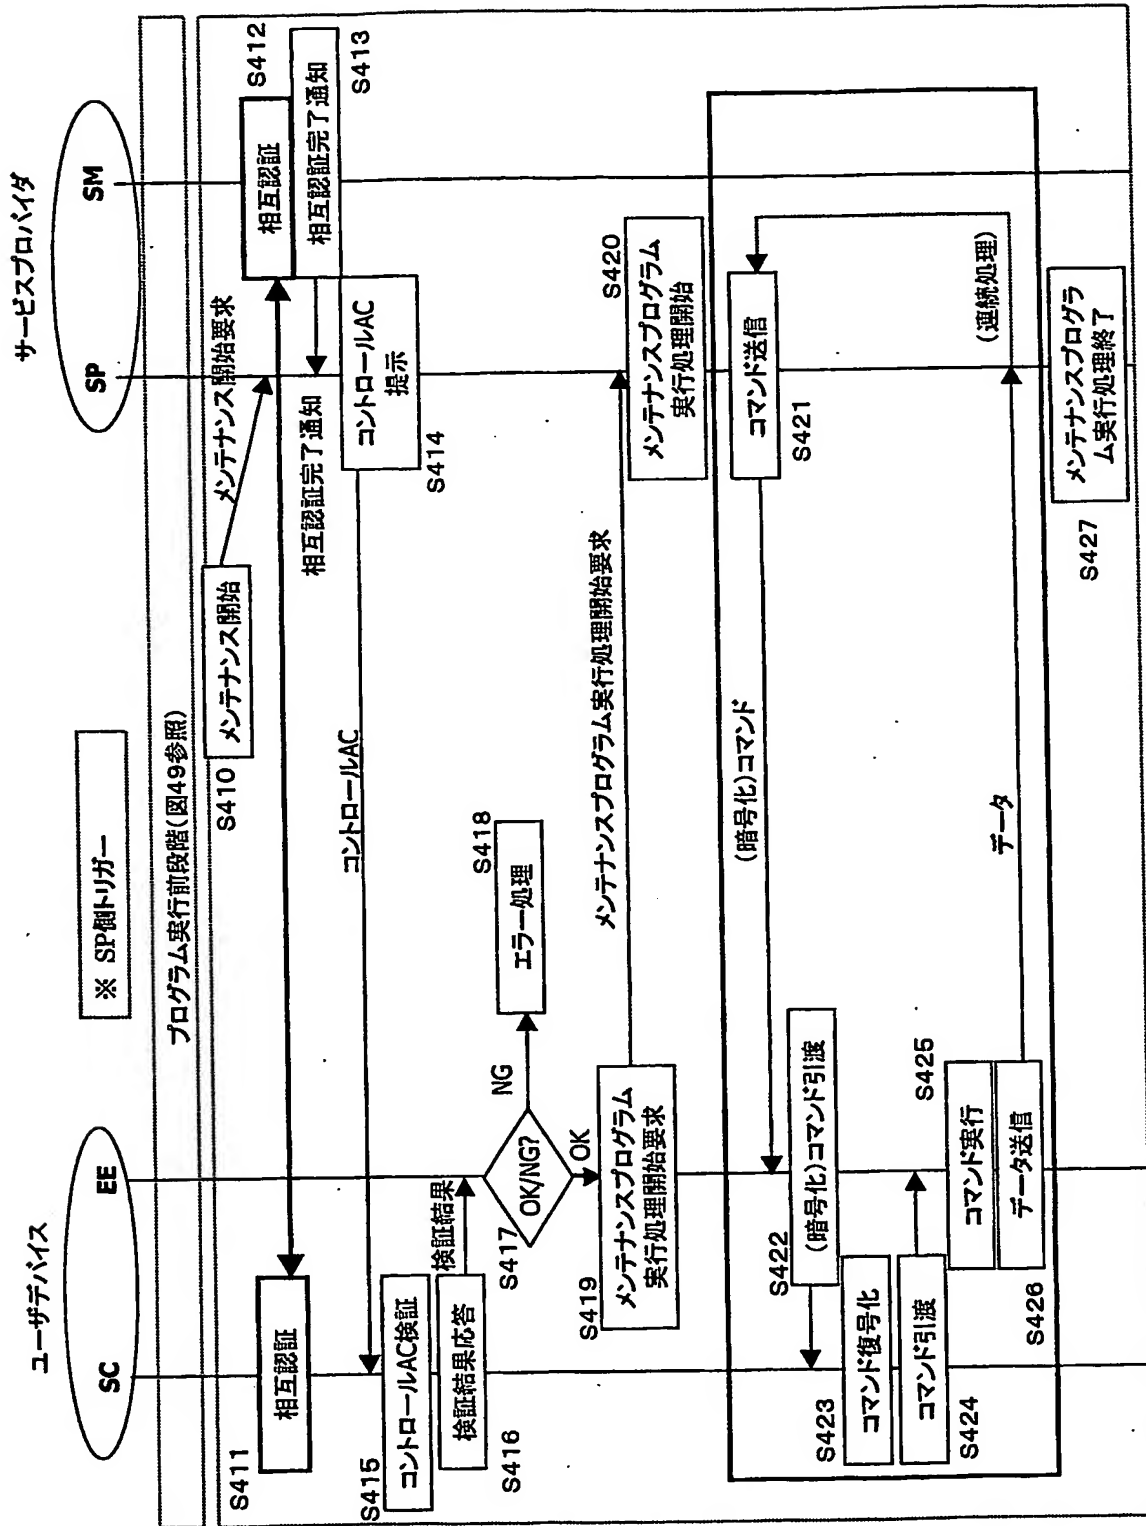 ユーザデバイス
SC
EE
※ SP側トリガー
サービスプロバイダ
SP
SM
プログラム実行前段階(図49参照)
S410
メンテナンス開始
メンテナンス開始要求
S411
相互認証
S412
相互認証
相互認証完了通知
相互認証完了通知
S413
コントロールAC
提示
S414
コントロールAC
S415
コントロールAC検証
検証結果応答
S416
検証結果
S417
OK/NG?
NG
OK
エラー処理
S418
S419
メンテナンスプログラム
実行処理開始要求
メンテナンスプログラム実行処理開始要求
メンテナンスプログラム
実行処理開始
S420
コマンド送信
S421
(暗号化)コマンド
S422
(暗号化)コマンド引渡
S423
コマンド復号化
コマンド引渡
S424
コマンド実行
S425
データ送信
S426
データ
(連続処理)
メンテナンスプログラ
ム実行処理終了
S427